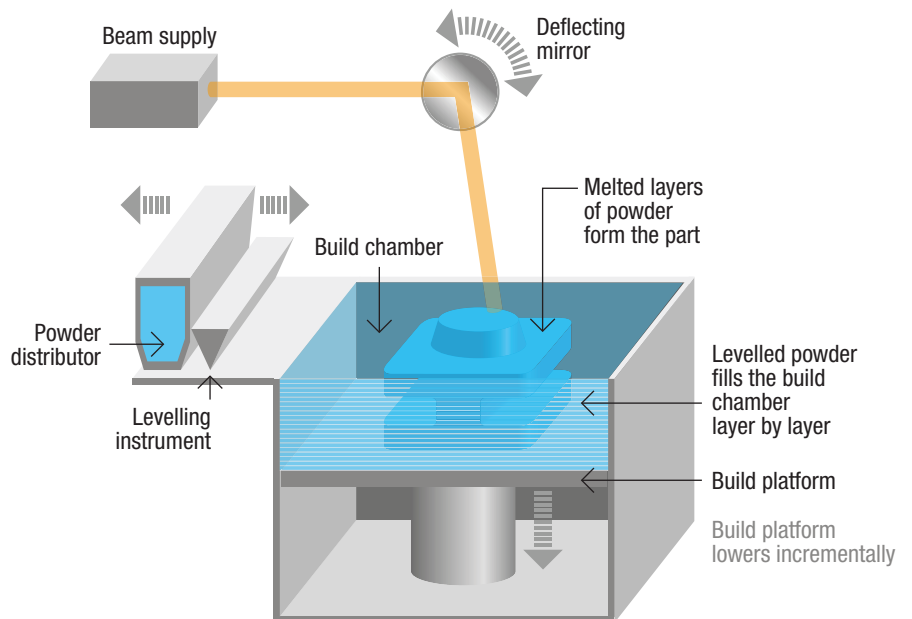 Beam supply
Deflecting
mirror
Melted layers
of powder
form the part
Build chamber
Powder
distributor
Levelled powder
fills the build
chamber
layer by layer
Levelling
instrument
Build platform
Build platform
lowers incrementally